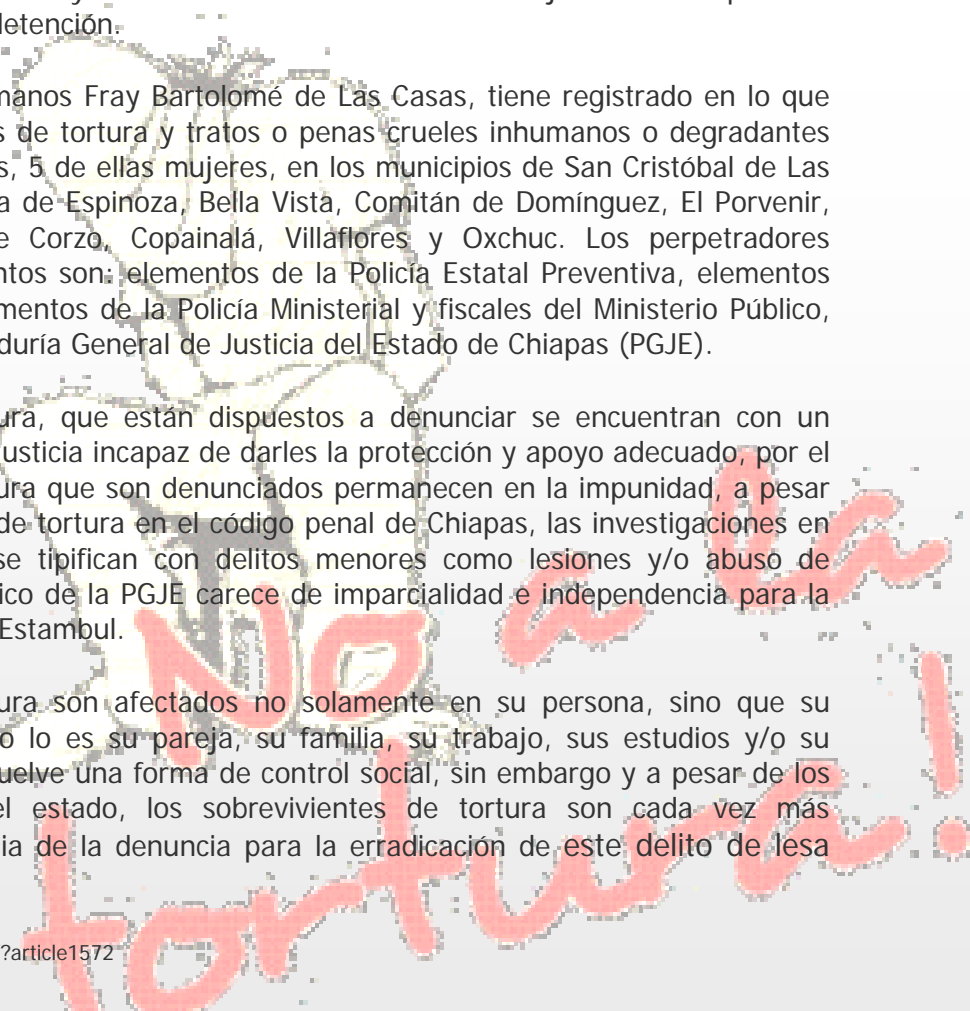 detención.
manos Fray Bartolomé de Las Casas, tiene registrado en lo que
s de tortura y tratos o penas crueles inhumanos o degradantes
s, 5 de ellas mujeres, en los municipios de San Cristóbal de Las
a de Espinoza, Bella Vista, Comitán de Domínguez, El Porvenir,
e Corzo, Copainalá, Villaflores y Oxchuc. Los perpetradores
ntos son: elementos de la Policía Estatal Preventiva, elementos
mentos de la Policía Ministerial y fiscales del Ministerio Público,
duría General de Justicia del Estado de Chiapas (PGJE).
ura, que están dispuestos a denunciar se encuentran con un
justicia incapaz de darles la protección y apoyo adecuado, por el
ura que son denunciados permanecen en la impunidad, a pesar
de tortura en el código penal de Chiapas, las investigaciones en
se tipifican con delitos menores como lesiones y/o abuso de
ico de la PGJE carece de imparcialidad e independencia para la
Estambul.
ura son afectados no solamente en su persona, sino que su
o lo es su pareja, su familia, su trabajo, sus estudios y/o su
uelve una forma de control social, sin embargo y a pesar de los
el estado, los sobrevivientes de tortura son cada vez más
ia de la denuncia para la erradicación de este delito de lesa
?article1572
No a la
tortura!